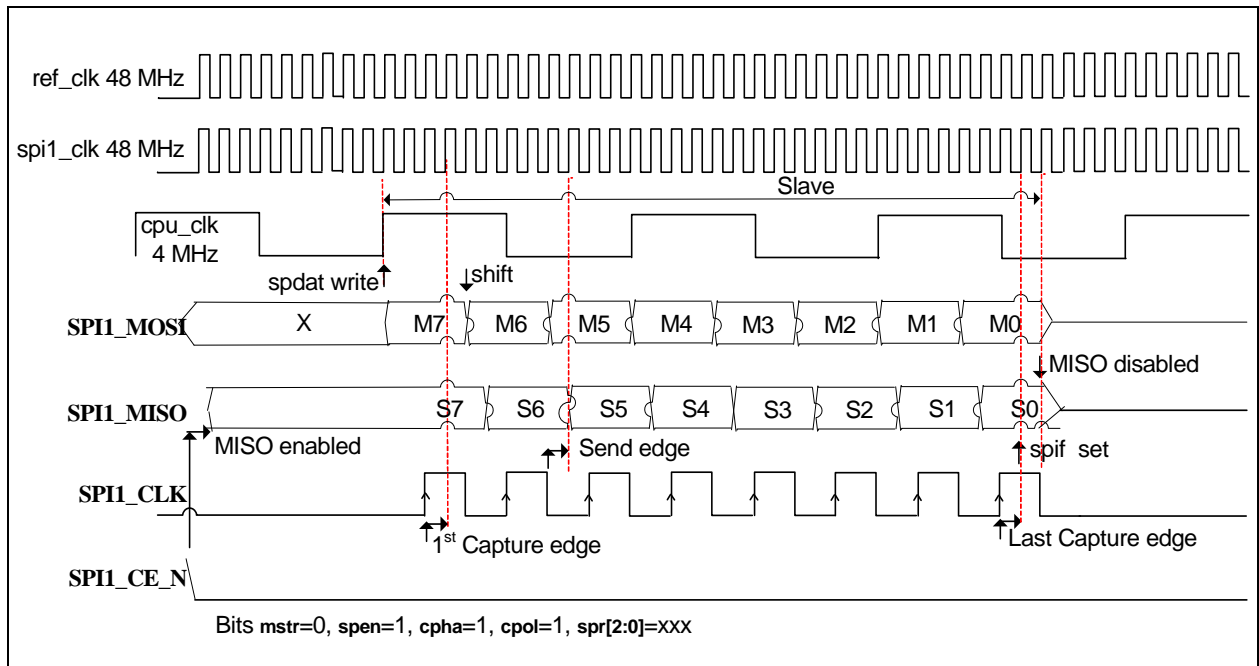 ref_clk 48 MHz
spi1_clk 48 MHz
Slave
cpu_clk
4 MHz
spdat write
shift
SPI1_MOSI X M7 M6 M5 M4 M3 M2 M1 M0
MISO disabled
SPI1_MISO S7 S6 S5 S4 S3 S2 S1 S0
MISO enabled
Send edge
spif set
SPI1_CLK
1st Capture edge
Last Capture edge
SPI1_CE_N
Bits mstr=0, spen=1, cpha=1, cpol=1, spr[2:0]=xxx